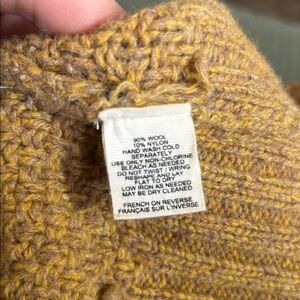 90% WOOL
10% NYLON
HAND WASH COLD
SEPARATELY
USE ONLY NON-CHLORINE
BLEACH AS NEEDED
DO NOT TWIST / WRING
RESHAPE AND LAY
FLAT TO DRY
LOW IRON AS NEEDED
MAY BE DRY CLEANED
FRENCH ON REVERSE
FRANÇAIS SUR L'INVERSE